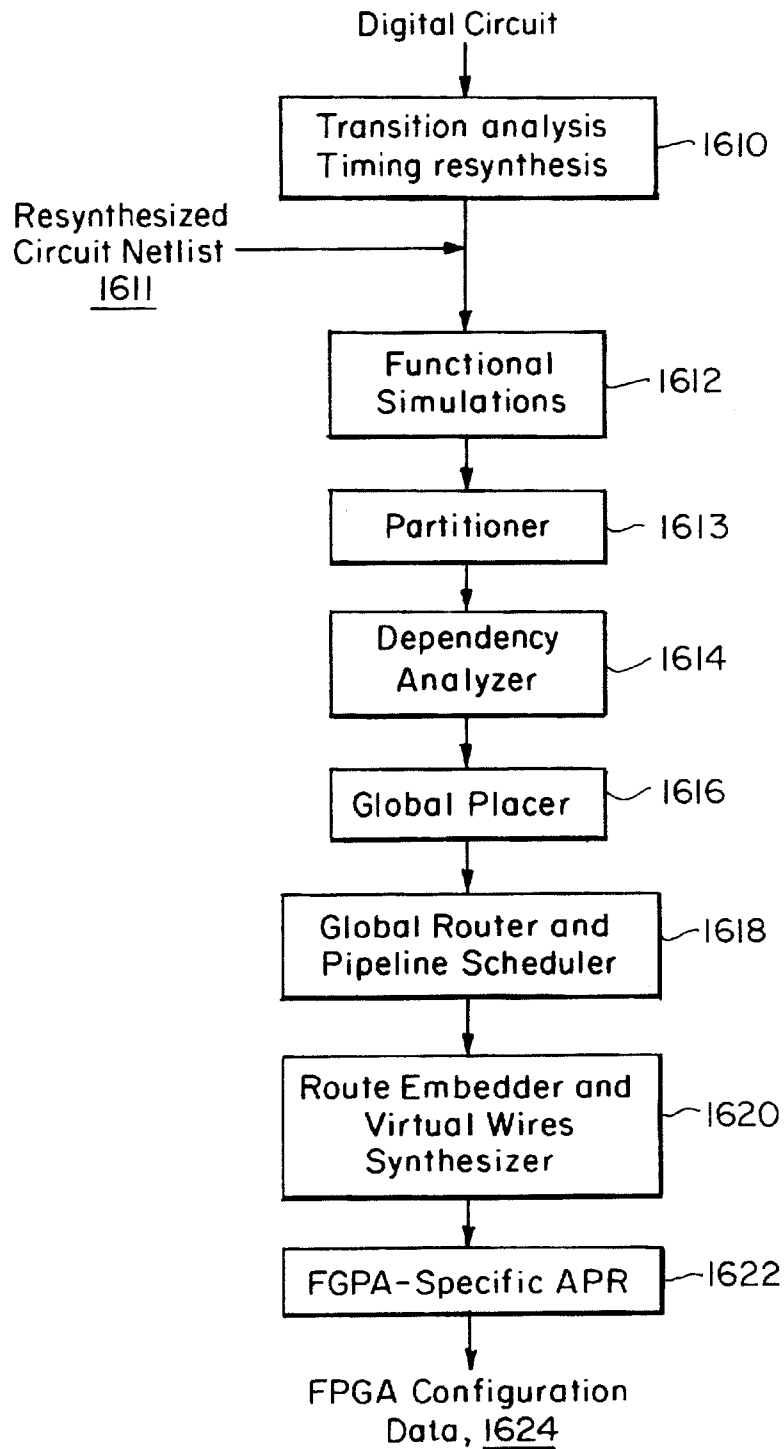 Digital Circuit
Transition analysis
Timing resynthesis
1610
Resynthesized
Circuit Netlist
1611
Functional
Simulations
1612
Partitioner
1613
Dependency
Analyzer
1614
Global Placer
1616
Global Router and
Pipeline Scheduler
1618
Route Embedder and
Virtual Wires
Synthesizer
1620
FGPA-Specific APR
1622
FPGA Configuration
Data, 1624